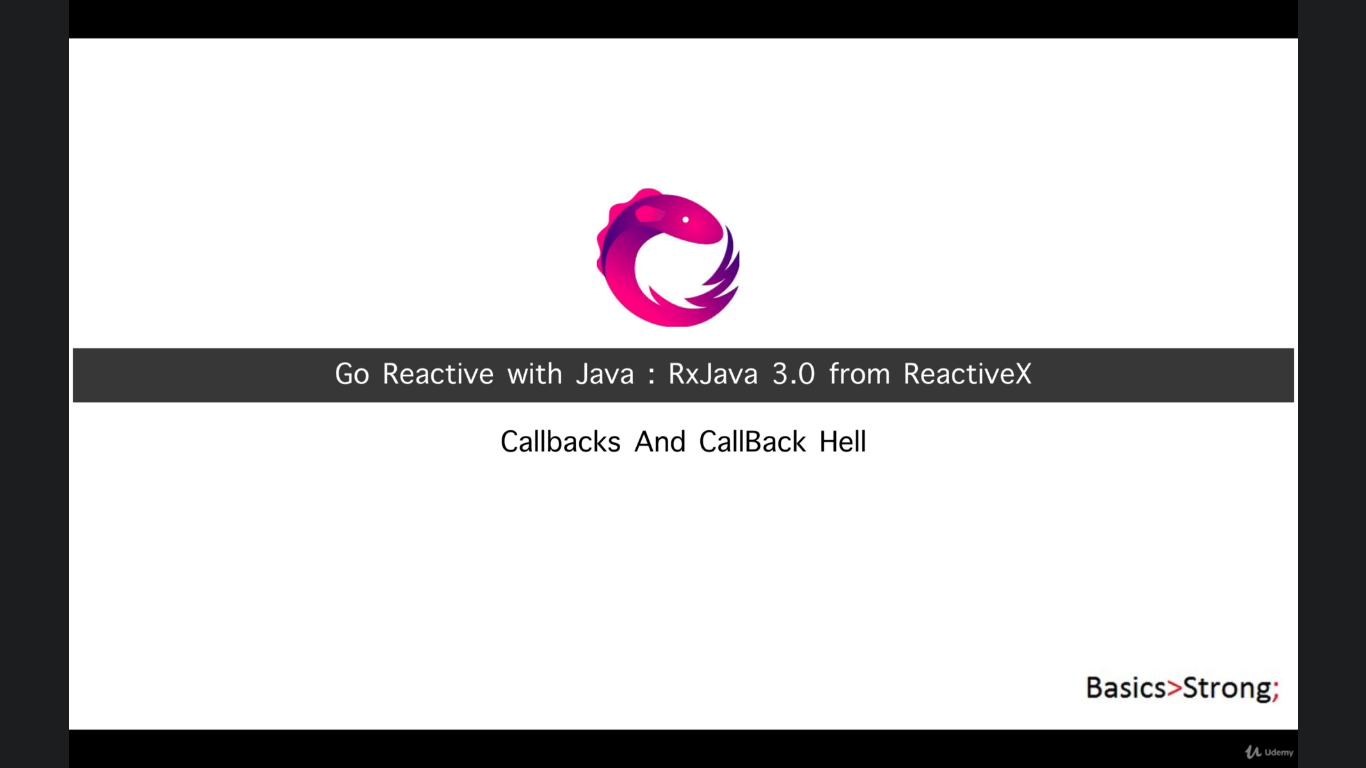 Go Reactive with Java : RxJava 3.0 from ReactiveX
Callbacks And CallBack Hell
Basics>Strong;
Udemy